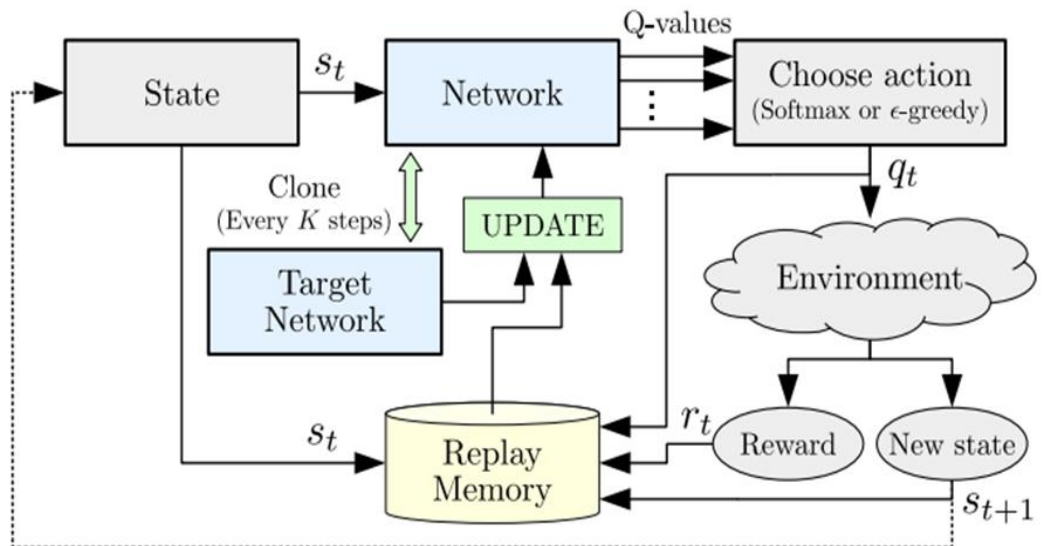 Q-values
State
s_t
Network
Choose action
(Softmax or ϵ-greedy)
q_t
Clone
(Every K steps)
UPDATE
Target
Network
Environment
s_t
Replay
Memory
r_t
Reward
New state
s_{t+1}